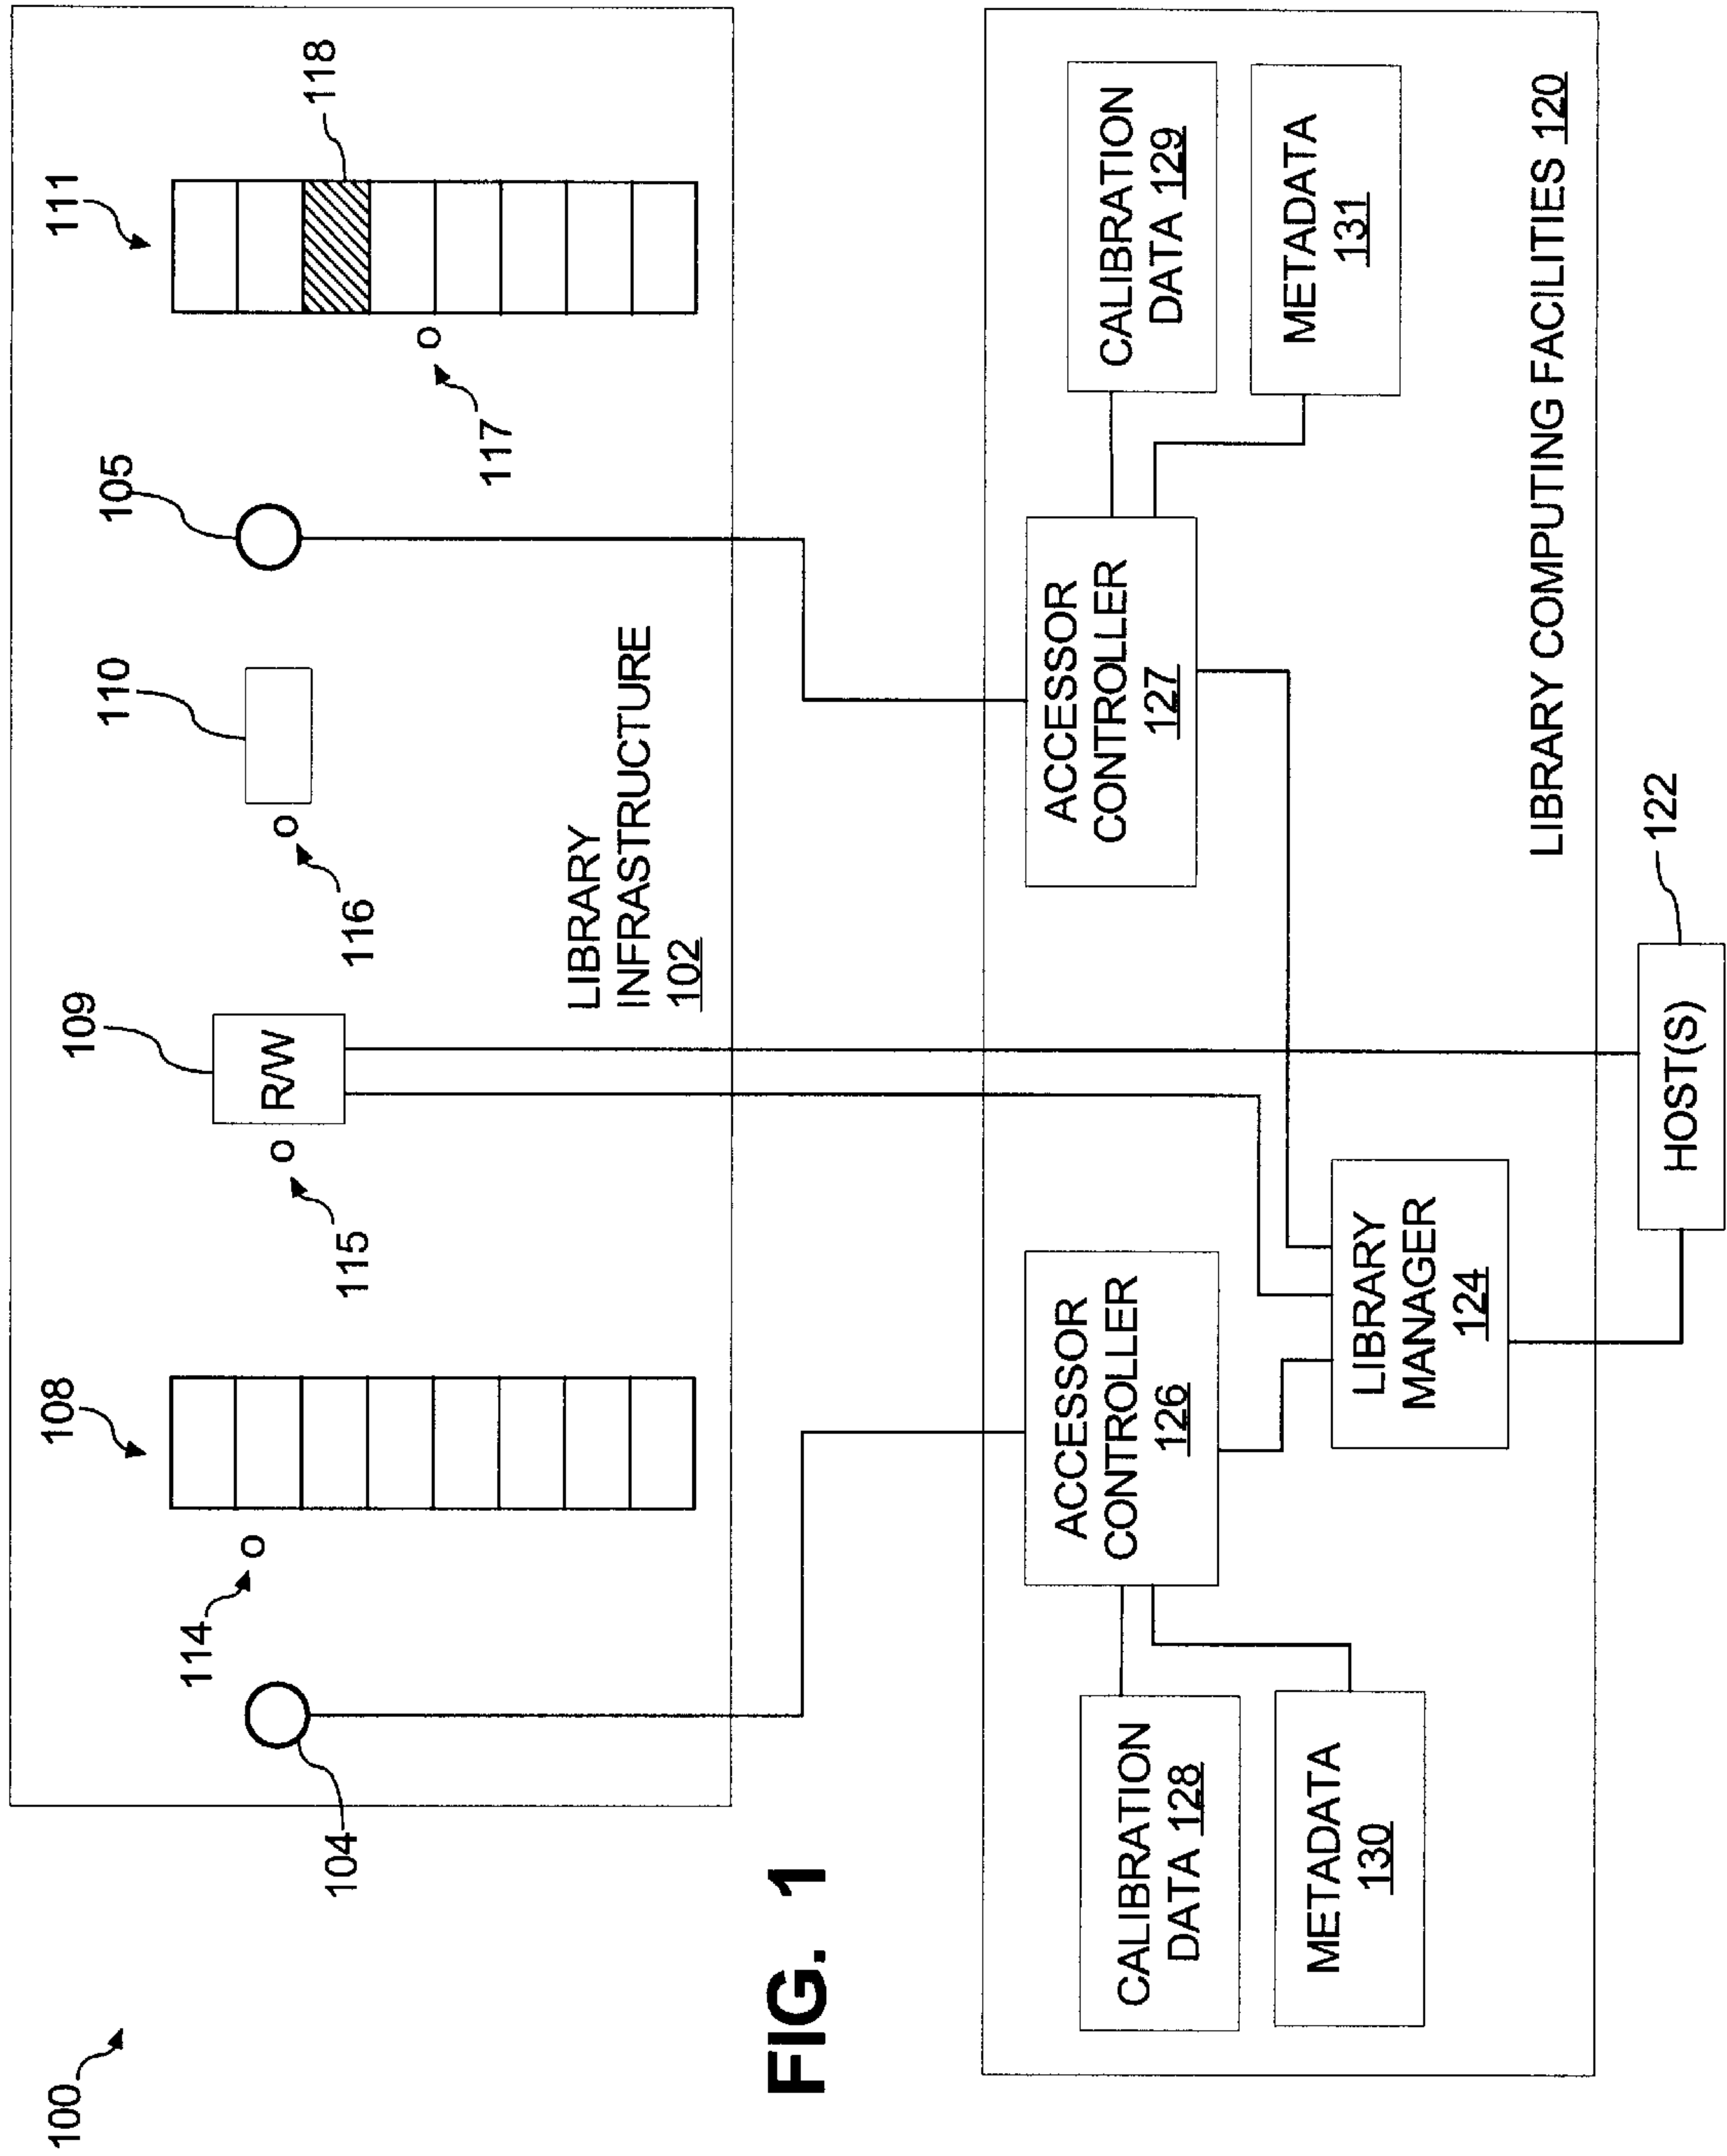 100
108
109
110
105
111
118
114
115
116
117
104
R/W
LIBRARY
INFRASTRUCTURE
102
FIG. 1
ACCESSOR
CONTROLLER
126
ACCESSOR
CONTROLLER
127
CALIBRATION
DATA 128
METADATA
130
CALIBRATION
DATA 129
METADATA
131
LIBRARY
MANAGER
124
LIBRARY COMPUTING FACILITIES 120
HOST(S)
122